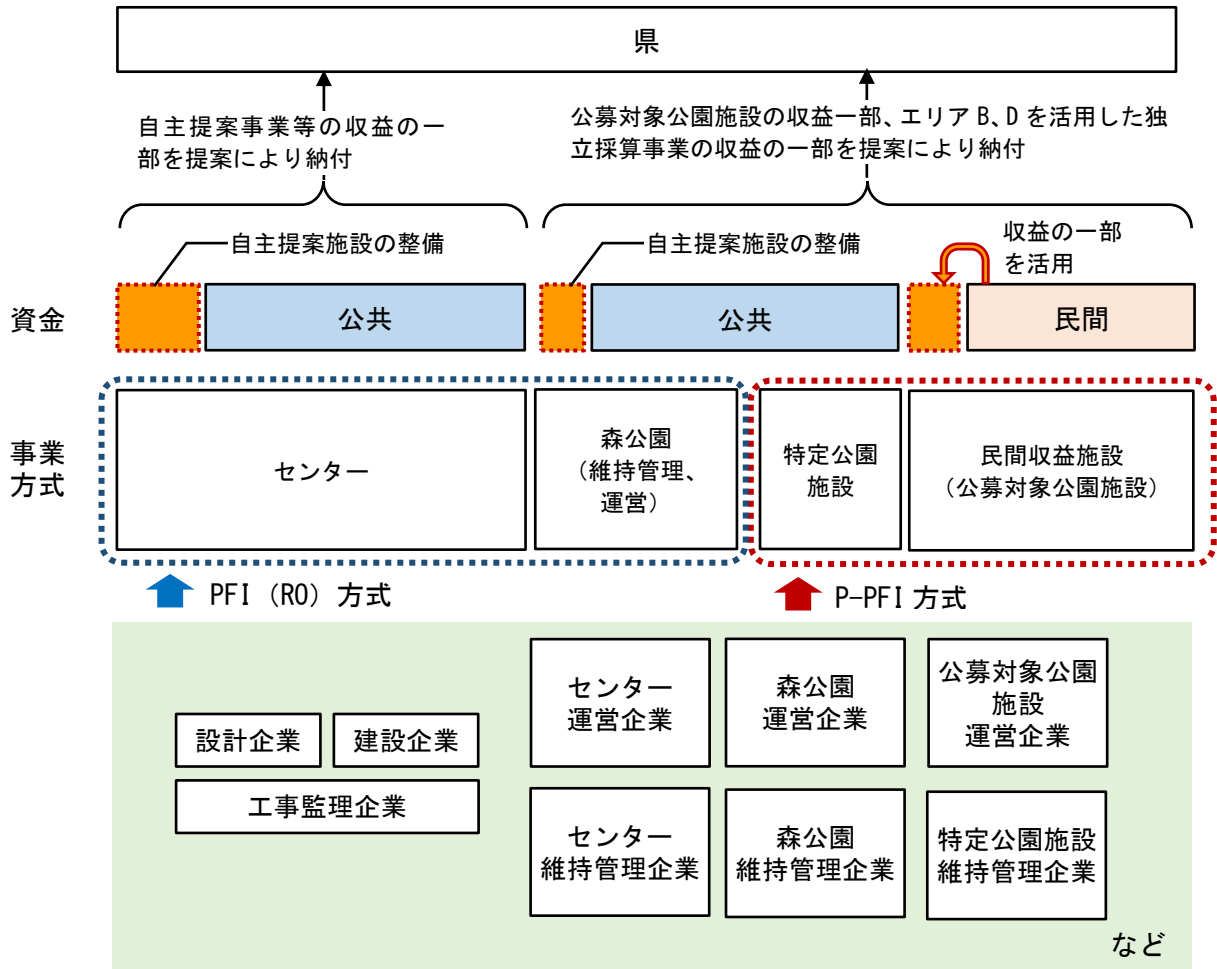 県
自主提案事業等の収益の一
部を提案により納付
公募対象公園施設の収益一部、エリア B、D を活用した独
立採算事業の収益の一部を提案により納付
自主提案施設の整備
自主提案施設の整備
収益の一部
を活用
資金
公共
公共
民間
事業
方式
センター
森公園
（維持管理、
運営）
特定公園
施設
民間収益施設
（公募対象公園施設）
PFI（RO）方式
P-PFI 方式
設計企業
建設企業
工事監理企業
センター
運営企業
森公園
運営企業
公募対象公園
施設
運営企業
センター
維持管理企業
森公園
維持管理企業
特定公園施設
維持管理企業
など